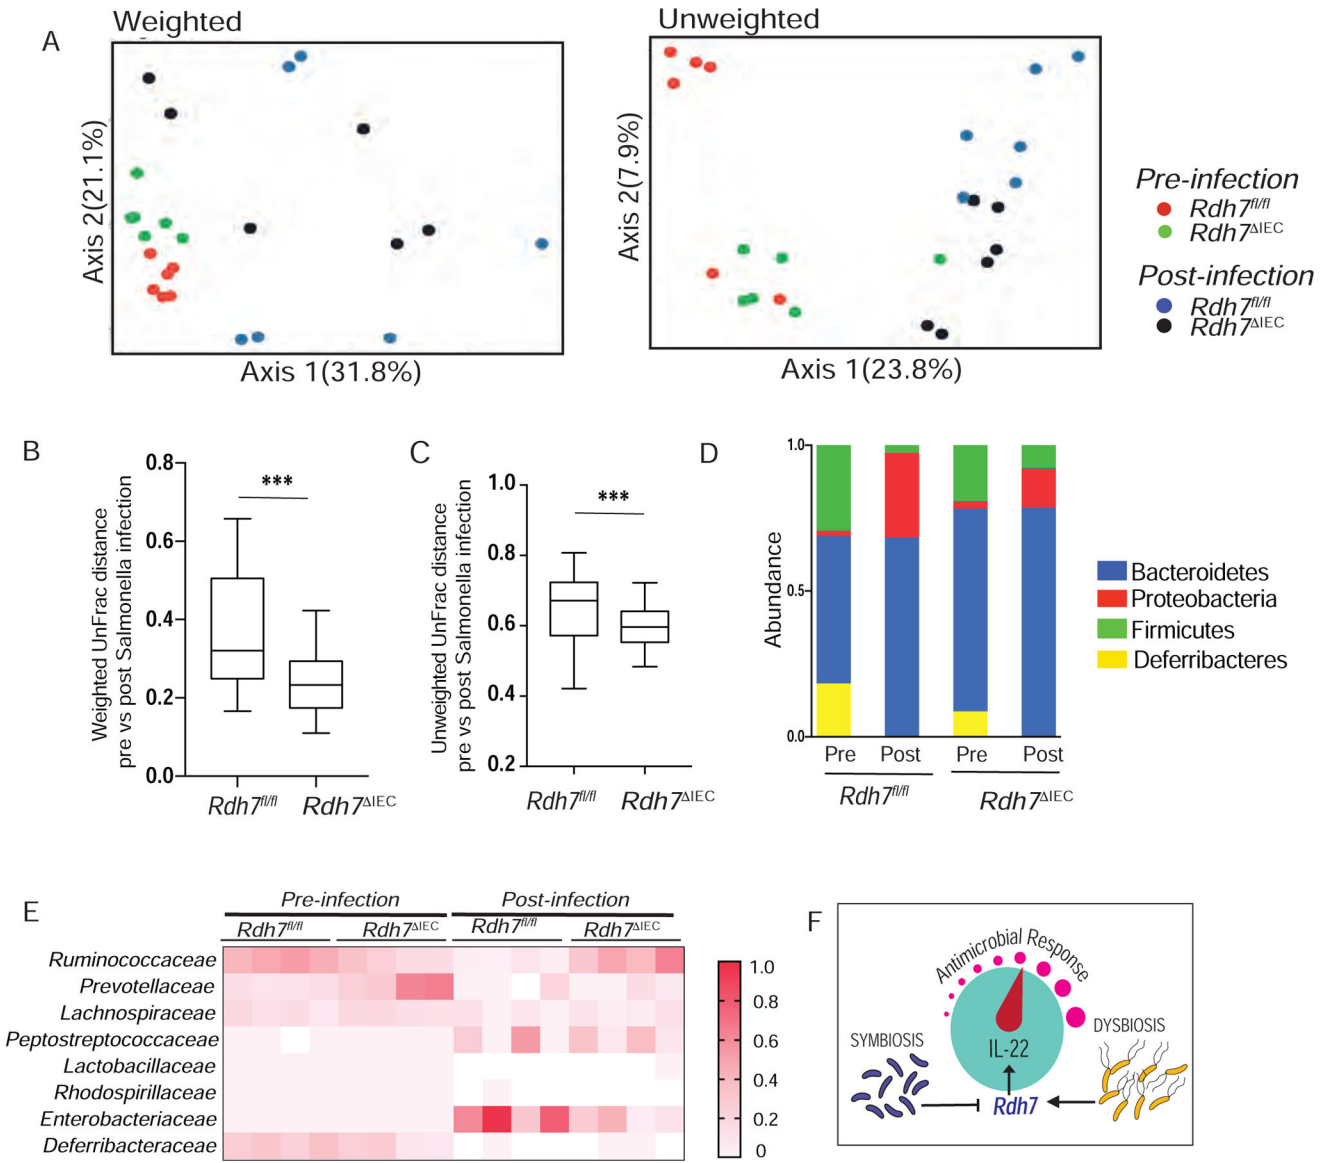 A
Weighted
Unweighted
Axis 2(21.1%)
Axis 1(31.8%)
Axis 2(7.9%)
Axis 1(23.8%)
Pre-infection
Rdh7fl/fl
Rdh7ΔIEC
Post-infection
Rdh7fl/fl
Rdh7ΔIEC
B
Weighted UnFrac distance
pre vs post Salmonella infection
0.8
0.6
0.4
0.2
0.0
***
Rdh7fl/fl
Rdh7ΔIEC
C
Unweighted UnFrac distance
pre vs post Salmonella infection
1.0
0.8
0.6
0.4
0.2
***
Rdh7fl/fl
Rdh7ΔIEC
D
Abundance
1.0
0.5
0.0
Pre Post Pre Post
Rdh7fl/fl Rdh7ΔIEC
Bacteroidetes
Proteobacteria
Firmicutes
Deferribacteres
E
Pre-infection Post-infection
Rdh7fl/fl Rdh7ΔIEC Rdh7fl/fl Rdh7ΔIEC
Ruminococcaceae
Prevotellaceae
Lachnospiraceae
Peptostreptococcaceae
Lactobacillaceae
Rhodospirillaceae
Enterobacteriaceae
Deferribacteraceae
1.0
0.8
0.6
0.4
0.2
0
F
Antimicrobial Response
SYMBIOSIS
DYSBIOSIS
IL-22
Rdh7